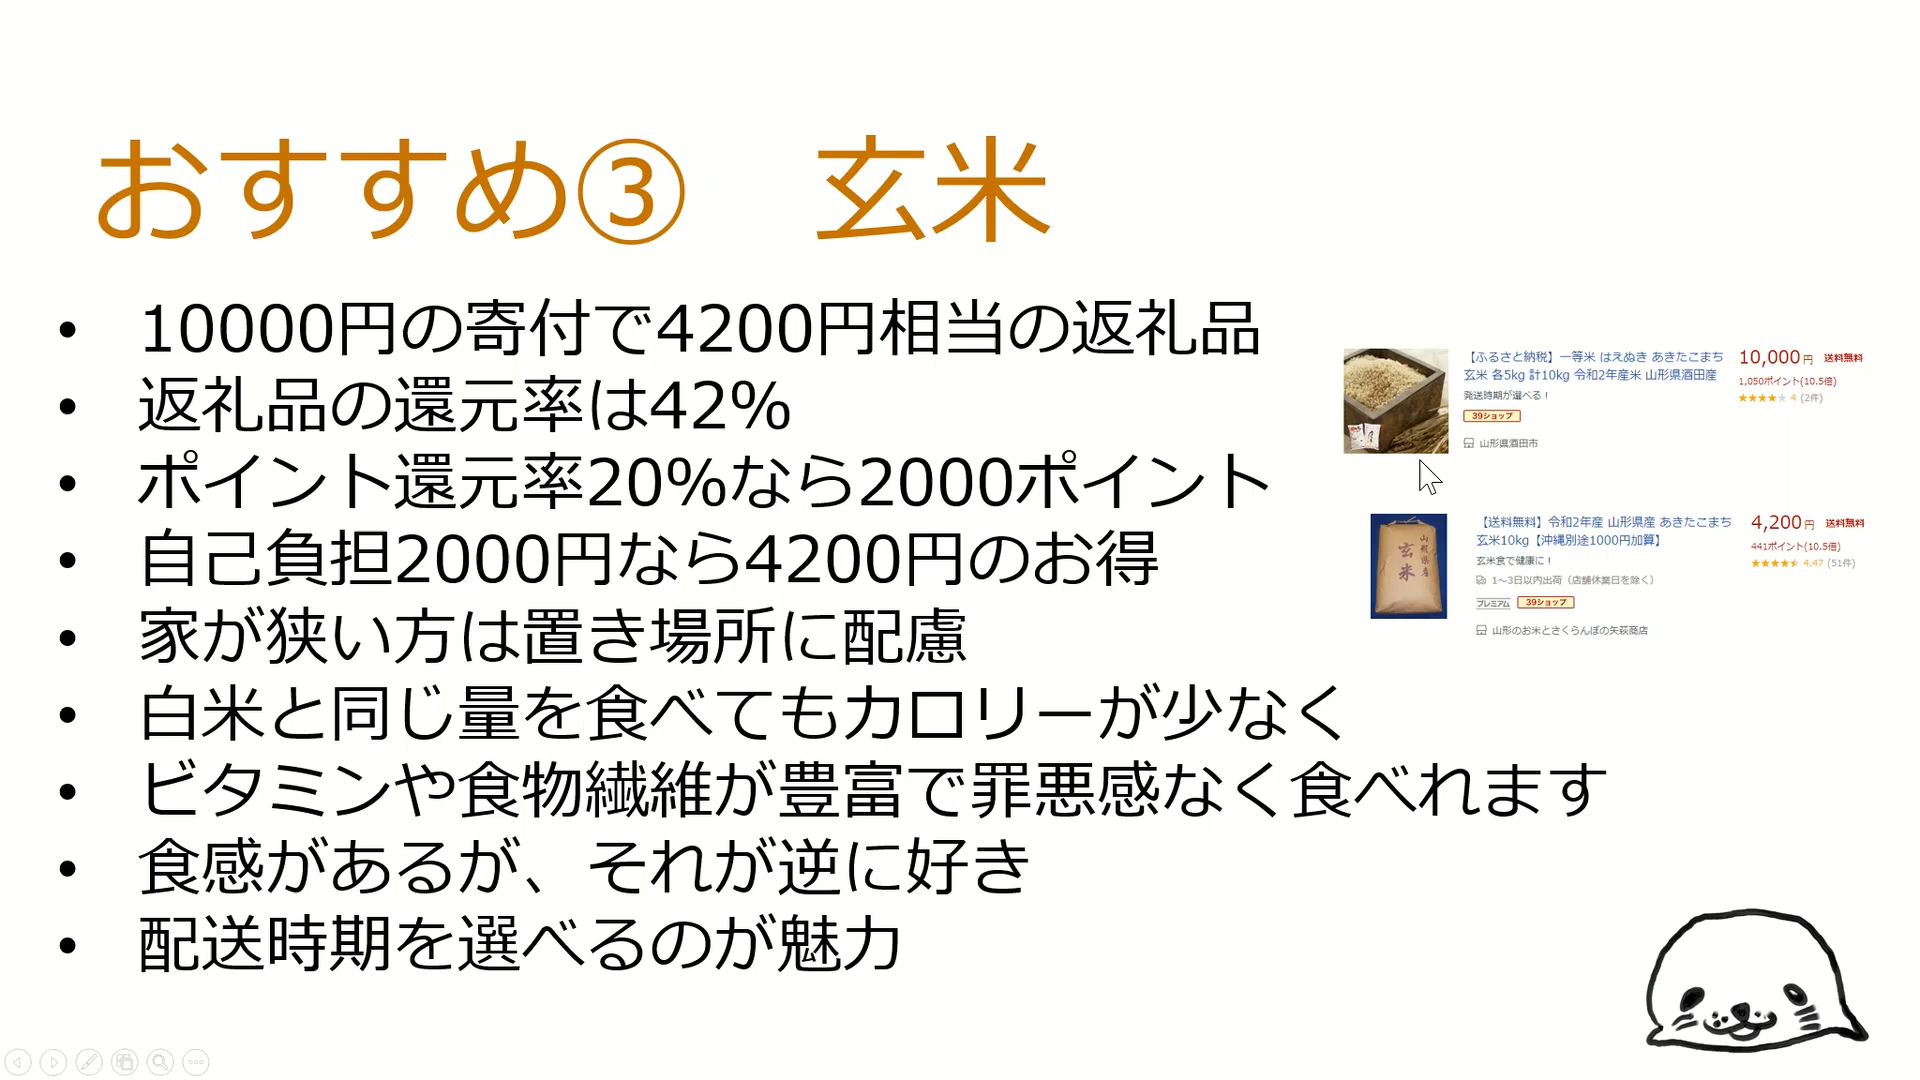 おすすめ③　玄米
• 10000円の寄付で4200円相当の返礼品
• 返礼品の還元率は42%
• ポイント還元率20%なら2000ポイント
• 自己負担2000円なら4200円のお得
• 家が狭い方は置き場所に配慮
• 白米と同じ量を食べてもカロリーが少なく
• ビタミンや食物繊維が豊富で罪悪感なく食べれます
• 食感があるが、それが逆に好き
• 配送時期を選べるのが魅力
【ふるさと納税】一等米 はえぬき あきたこまち
玄米 各5kg 計10kg 令和2年産米 山形県酒田産
発送時期が選べる！
39ショップ
山形県酒田市
10,000円 送料無料
1,050ポイント(10.5倍)
★★★★★ 4 (2件)
山形県産
玄米
【送料無料】令和2年産 山形県産 あきたこまち
玄米10kg【沖縄別途1000円加算】
玄米食で健康に！
1～3日以内出荷（店舗休業日を除く）
プレミアム 39ショップ
山形のお米とさくらんぼの矢萩商店
4,200円 送料無料
441ポイント(10.5倍)
★★★★★ 4.47 (51件)